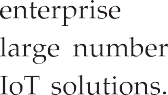 enterprise
large number
IoT solutions.